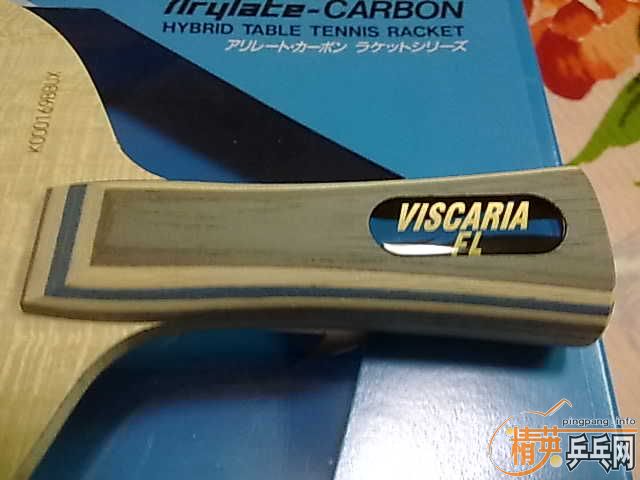 Arylate-CARBON
HYBRID TABLE TENNIS RACKET
アリレート・カーボン ラケットシリーズ
K0001698BUX
VISCARIA
FL
pingpang.info
精英乒乓网